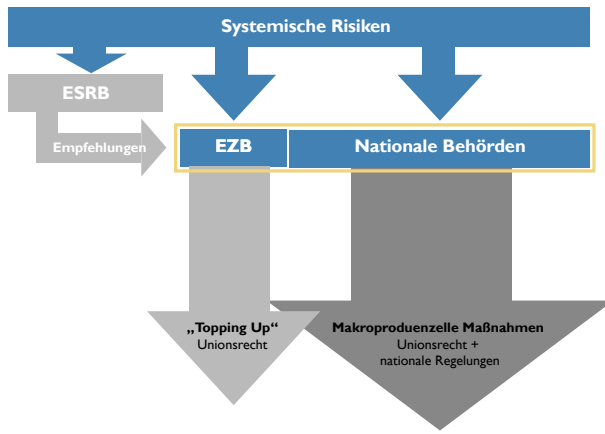 Systemische Risiken
ESRB
Empfehlungen
EZB
Nationale Behörden
„Topping Up“
Unionsrecht
Makroproduenzelle Maßnahmen
Unionsrecht +
nationale Regelungen